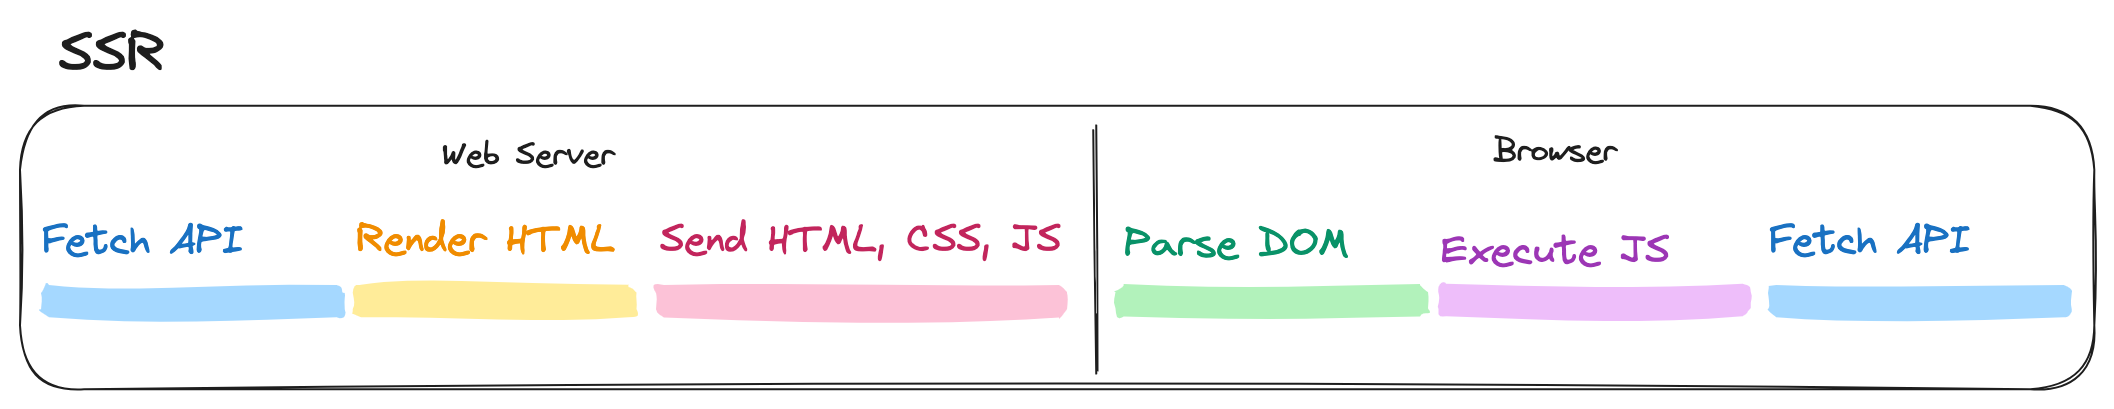 SSR
Web Server
Browser
Fetch API
Render HTML
Send HTML, CSS, JS
Parse DOM
Execute JS
Fetch API